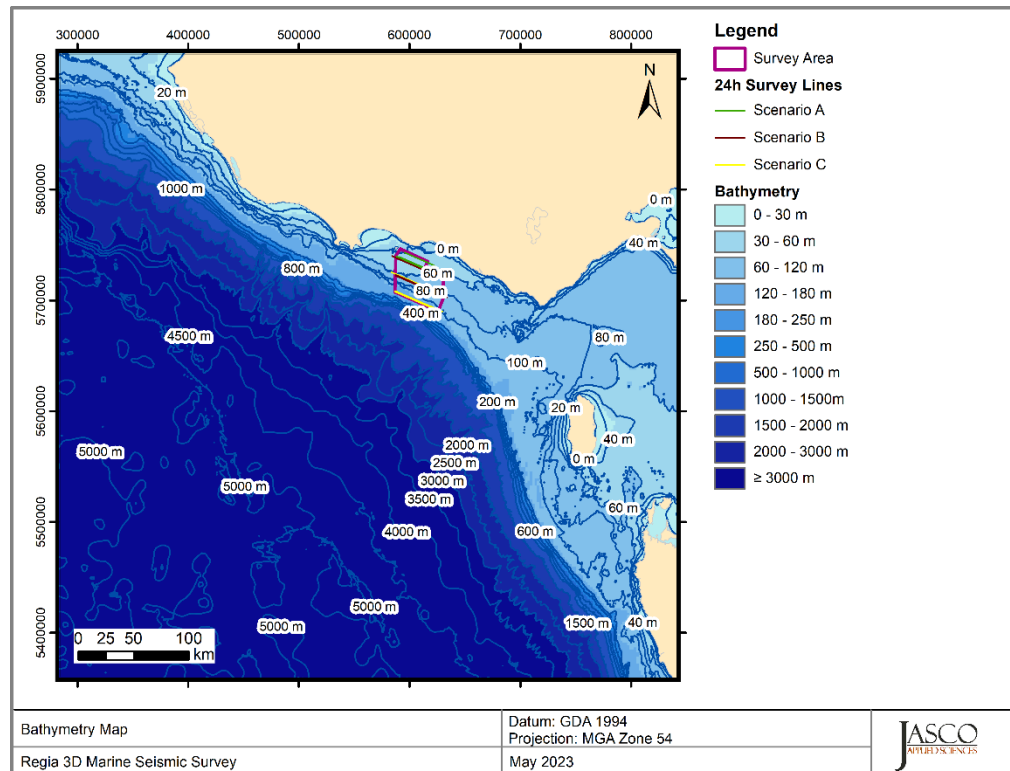 300000 400000 500000 600000 700000 800000
5900000
5800000
5700000
5600000
5500000
5400000
N
20 m
1000 m
0 m
0 m
40 m
800 m
60 m
80 m
400 m
4500 m
80 m
100 m
200 m
20 m
40 m
2000 m
0 m
5000 m
2500 m
3000 m
5000 m
3500 m
60 m
4000 m
600 m
5000 m
5000 m
1500 m
40 m
0 25 50 100
km
Legend
Survey Area
24h Survey Lines
Scenario A
Scenario B
Scenario C
Bathymetry
0 - 30 m
30 - 60 m
60 - 120 m
120 - 180 m
180 - 250 m
250 - 500 m
500 - 1000 m
1000 - 1500m
1500 - 2000 m
2000 - 3000 m
≥ 3000 m
Bathymetry Map
Regia 3D Marine Seismic Survey
Datum: GDA 1994
Projection: MGA Zone 54
May 2023
JASCO
APPLIED SCIENCES